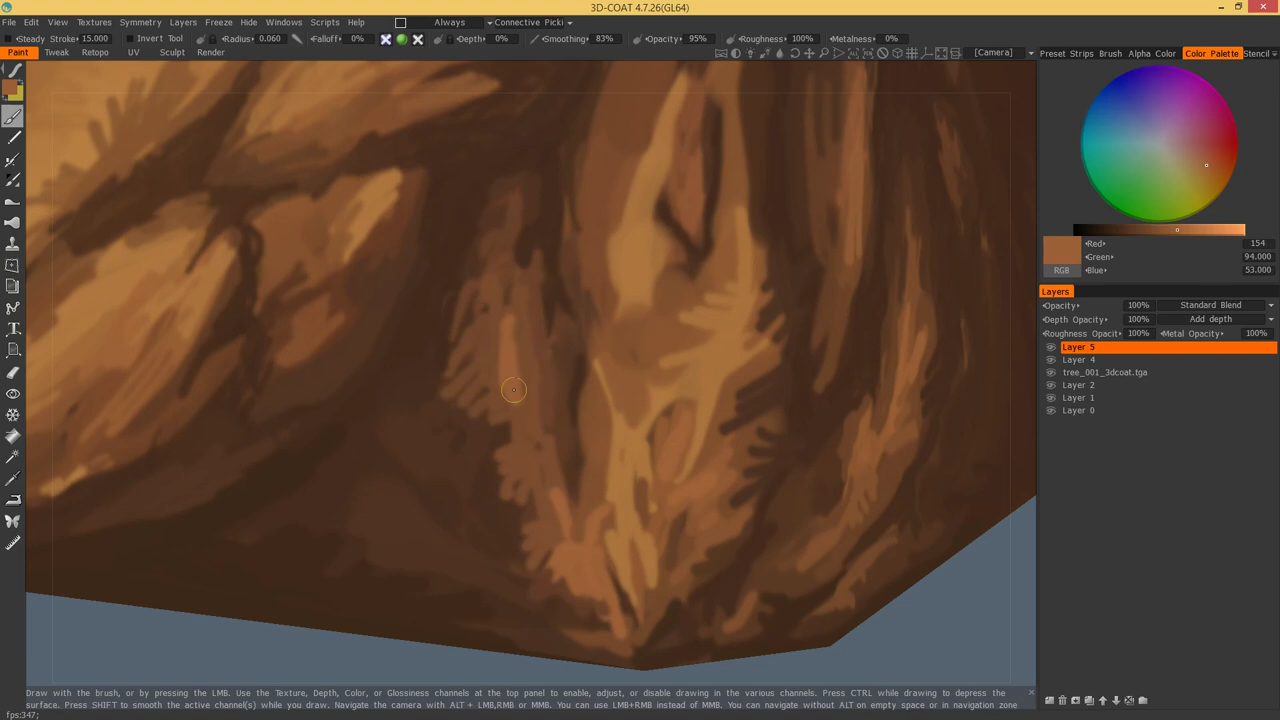 3D-COAT 4.7.26(GL64)
File Edit View Textures Symmetry Layers Freeze Hide Windows Scripts Help Always Connective Picki
Steady Stroke 15.000 Invert Tool Radius 0.060 Falloff 0% Depth 0% Smoothing 83% Opacity 95% Roughness 100% Metalness 0%
Paint Tweak Retopo UV Sculpt Render [Camera] Preset Strips Brush Alpha Color Color Palette Stencil
Red 154
Green 94.000
RGB Blue 53.000
Layers
Opacity 100% Standard Blend
Depth Opacity 100% Add depth
Roughness Opacit 100% Metal Opacity 100%
Layer 5
Layer 4
tree_001_3dcoat.tga
Layer 2
Layer 1
Layer 0
Draw with the brush, or by pressing the LMB. Use the Texture, Depth, Color, or Glossiness channels at the top panel to enable, adjust, or disable drawing in the various channels. Press CTRL while drawing to depress the
surface. Press SHIFT to smooth the active channel(s) while you draw. Navigate the camera with ALT + LMB,RMB or MMB. You can use LMB+RMB instead of MMB. You can navigate without ALT on empty space or in navigation zone
fps:347;